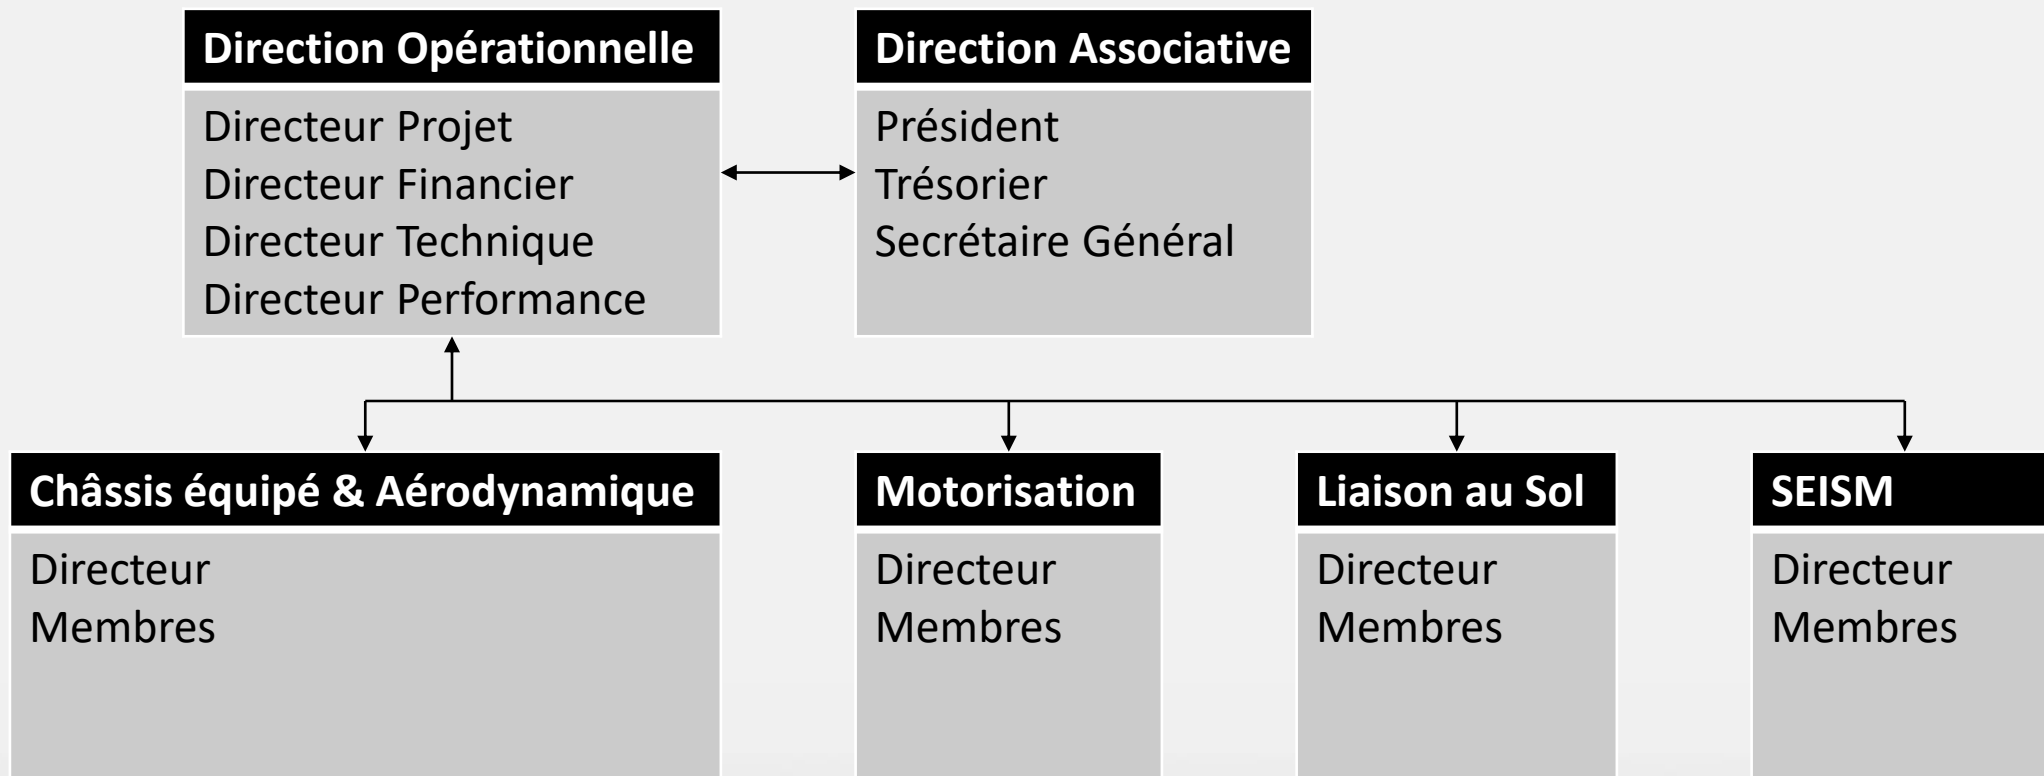 Direction Opérationnelle
Directeur Projet
Directeur Financier
Directeur Technique
Directeur Performance
Direction Associative
Président
Trésorier
Secrétaire Général
Châssis équipé & Aérodynamique
Directeur
Membres
Motorisation
Directeur
Membres
Liaison au Sol
Directeur
Membres
SEISM
Directeur
Membres